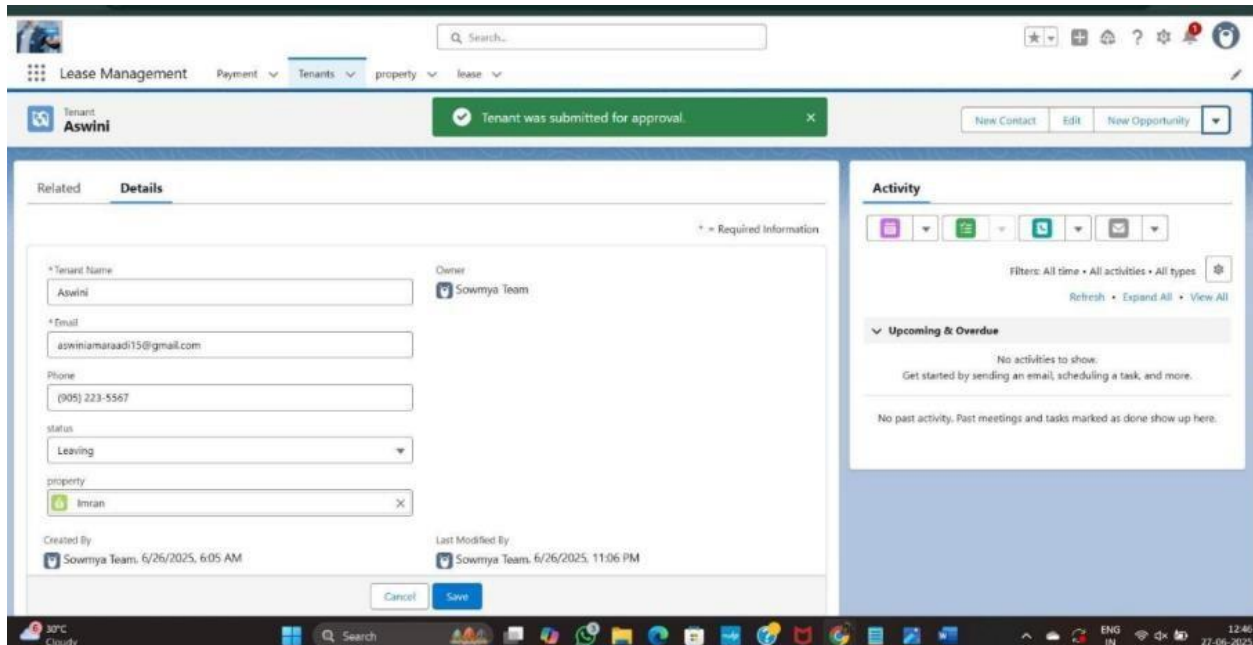 Search...
Lease Management Payment Tenants property lease
Tenant
Aswini
Tenant was submitted for approval.
New Contact Edit New Opportunity
Related Details
* = Required Information
*Tenant Name
Aswini
Owner
Sowmya Team
*Email
aswiniamaraadi15@gmail.com
Phone
(905) 223-5567
status
Leaving
property
Imran
Created By
Sowmya Team, 6/26/2025, 6:05 AM
Last Modified By
Sowmya Team, 6/26/2025, 11:06 PM
Cancel Save
Activity
Filters: All time • All activities • All types
Refresh • Expand All • View All
Upcoming & Overdue
No activities to show.
Get started by sending an email, scheduling a task, and more.
No past activity. Past meetings and tasks marked as done show up here.
30°C
Cloudy
Search
ENG
IN
12:46
27-06-2025